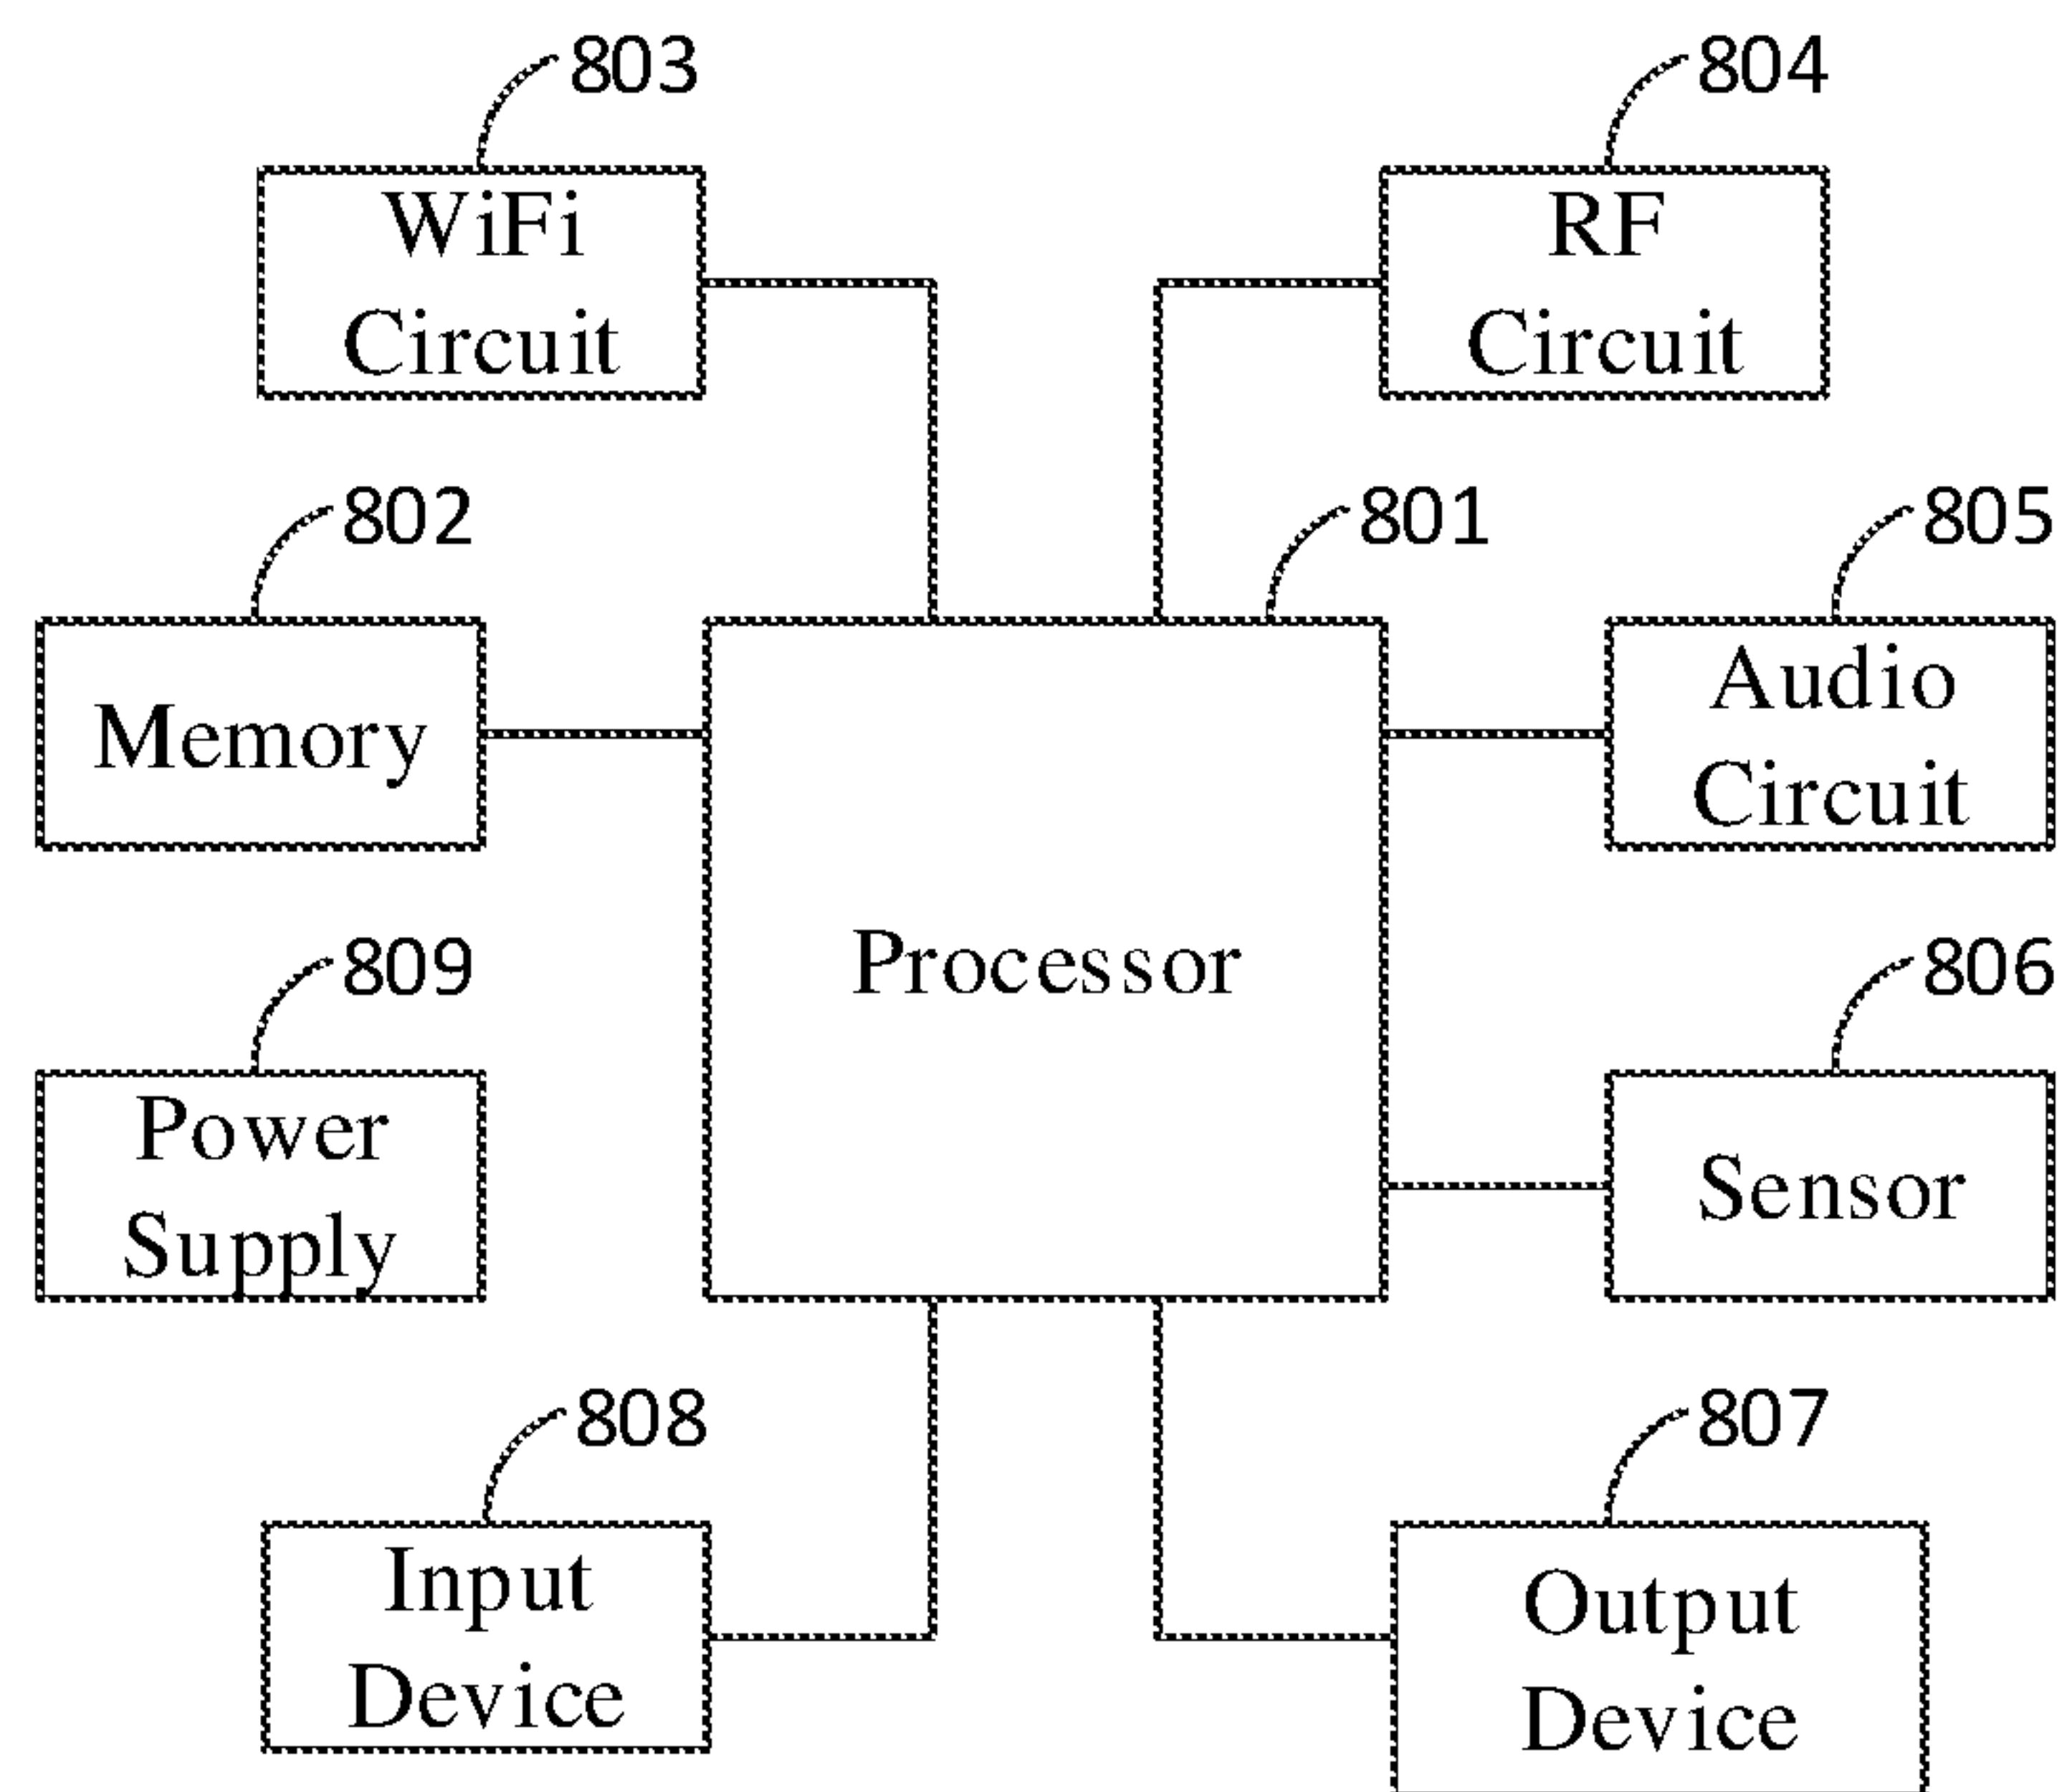 803
804
WiFi
Circuit
RF
Circuit
802
801
805
Memory
Audio
Circuit
Processor
809
806
Power
Supply
Sensor
808
807
Input
Device
Output
Device